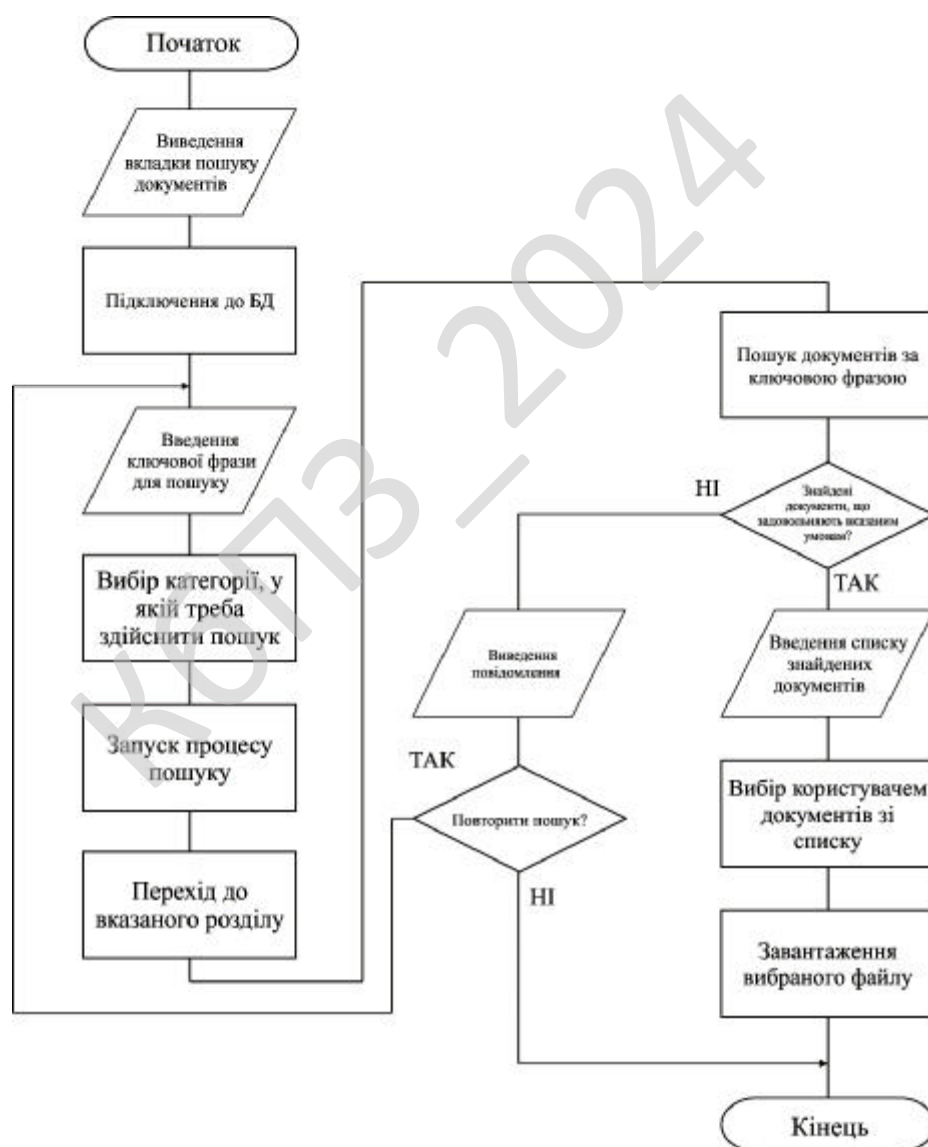 Початок
Виведення
вкладки пошуку
документів
Підключення до БД
Введення
ключової фрази
для пошуку
Вибір категорії, у
якій треба
здійснити пошук
Запуск процесу
пошуку
Перехід до
вказаного розділу
Пошук документів за
ключовою фразою
Знайдені
документи, що
задовольняють вказаним
умовам?
НІ
ТАК
Виведення
повідомлення
Введення списку
знайдених
документів
ТАК
Повторити пошук?
НІ
Вибір користувачем
документів зі
списку
Завантаження
вибраного файлу
Кінець
КОПЗ_2024